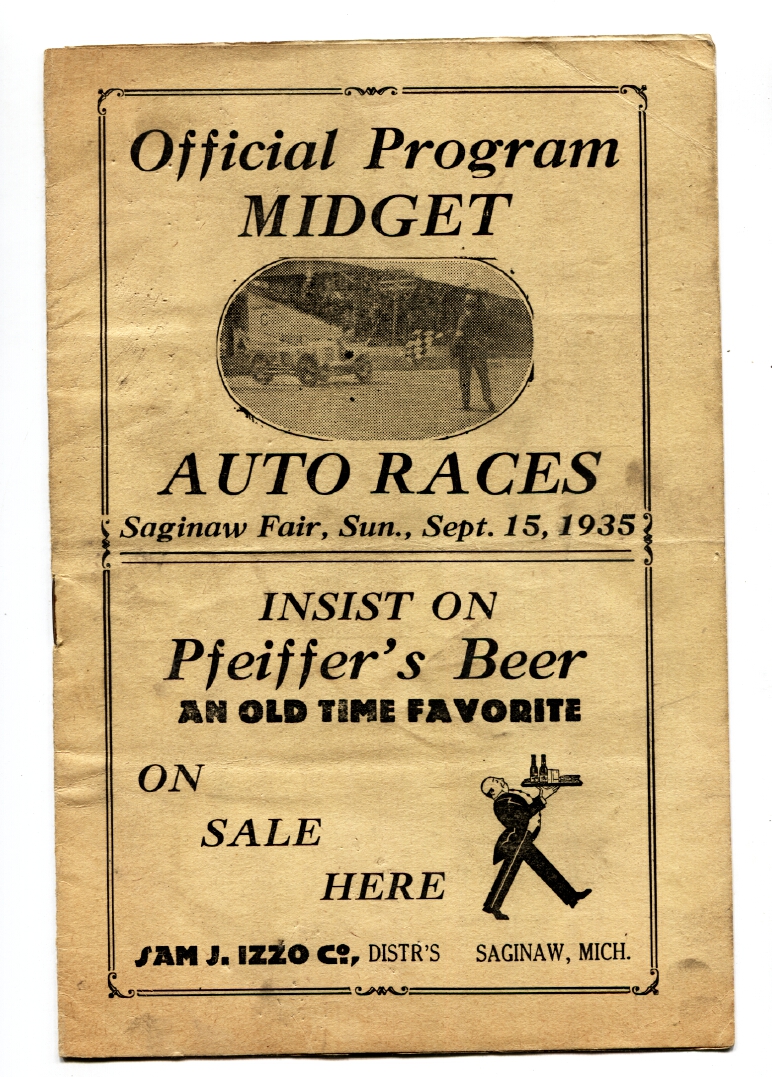 Official Program
MIDGET
AUTO RACES
Saginaw Fair, Sun., Sept. 15, 1935
INSIST ON
Pfeiffer's Beer
AN OLD TIME FAVORITE
ON
SALE
HERE
SAM J. IZZO Co., DISTR'S SAGINAW, MICH.